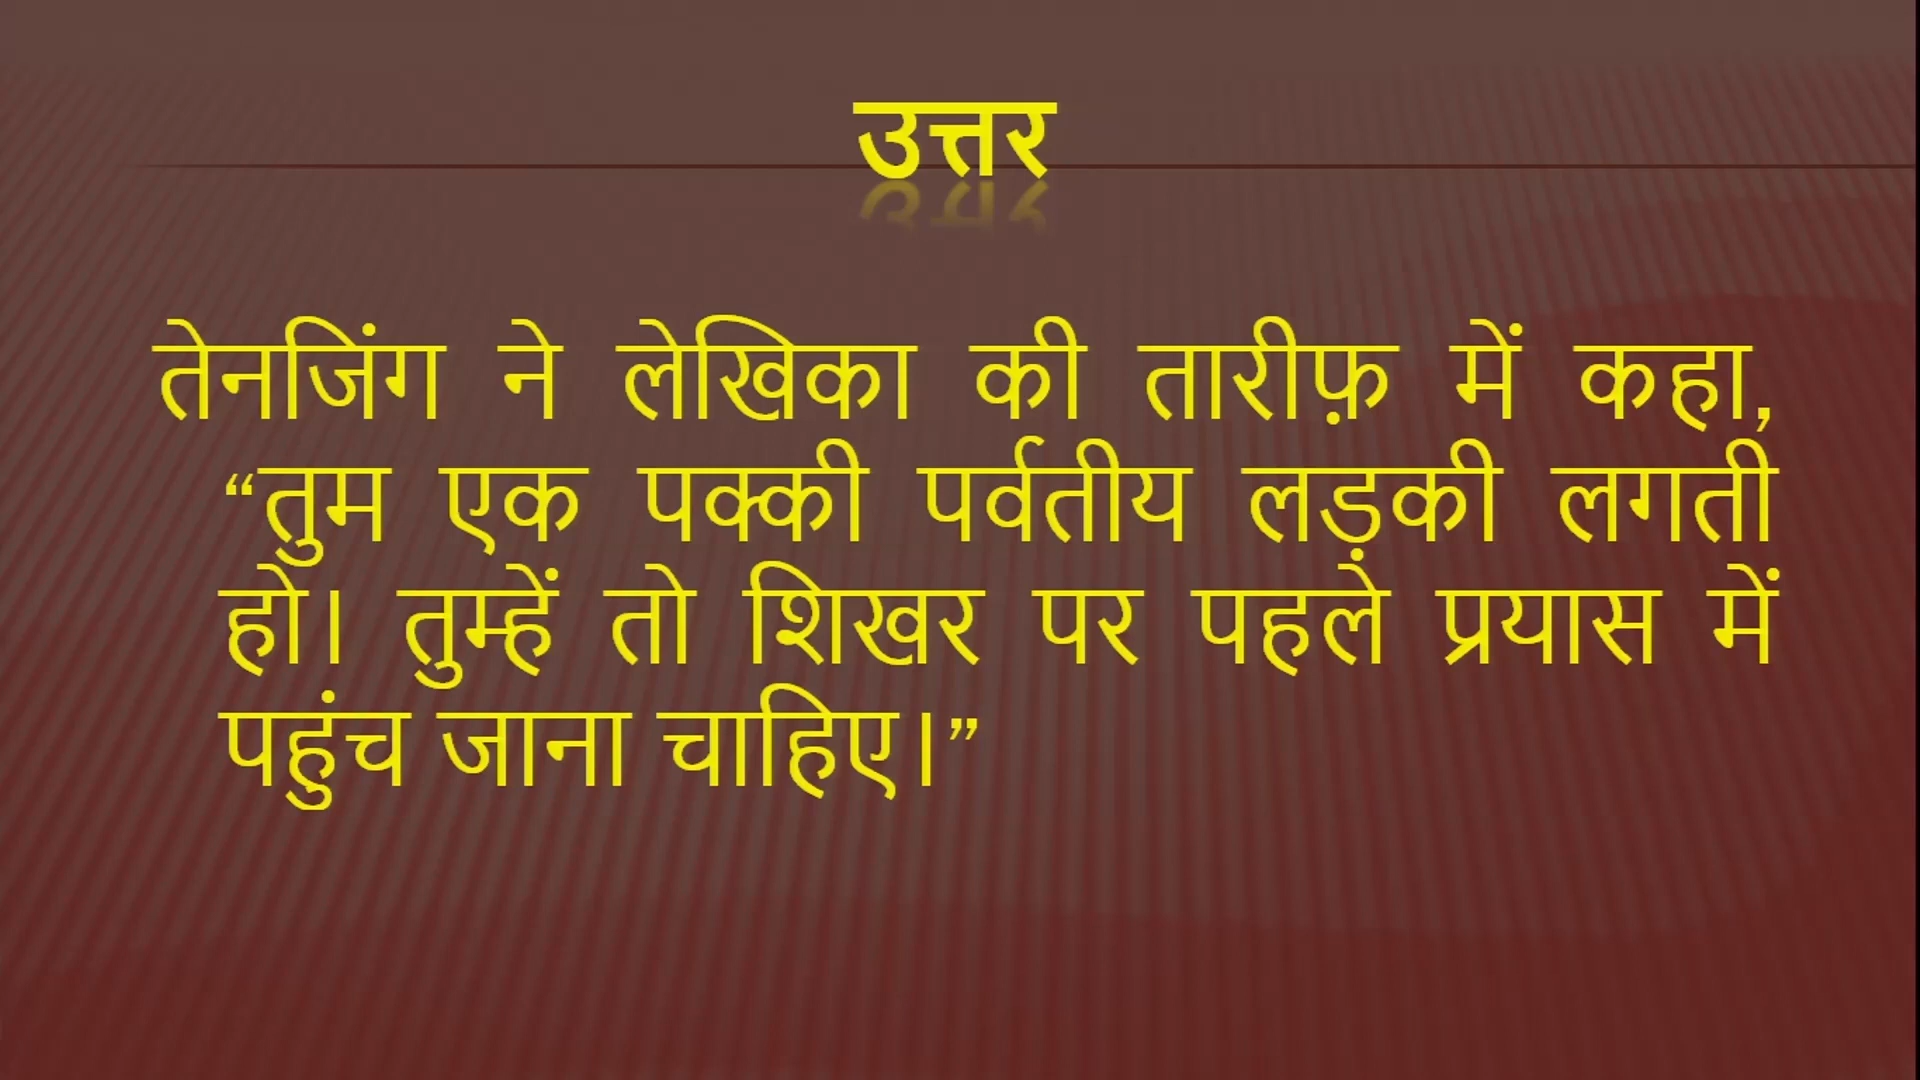 उत्तर
तेनजिंग ने लेखिका की तारीफ़ में कहा,
“तुम एक पक्की पर्वतीय लड़की लगती
हो। तुम्हें तो शिखर पर पहले प्रयास में
पहुंच जाना चाहिए।”